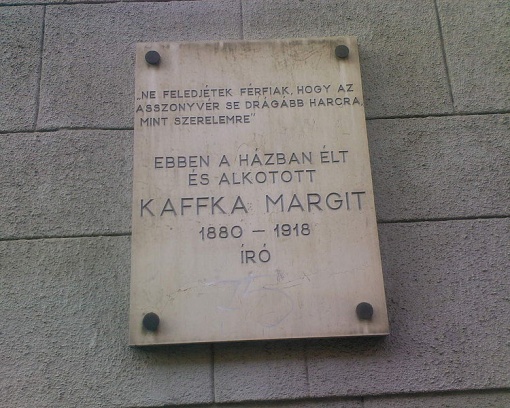 „NE FELEDJÉTEK FÉRFIAK, HOGY AZ
ASSZONYVÉR SE DRÁGÁBB HARCRA,
MINT SZERELEMRE”
EBBEN A HÁZBAN ÉLT
ÉS ALKOTOTT
KAFFKA MARGIT
1880 – 1918
ÍRÓ